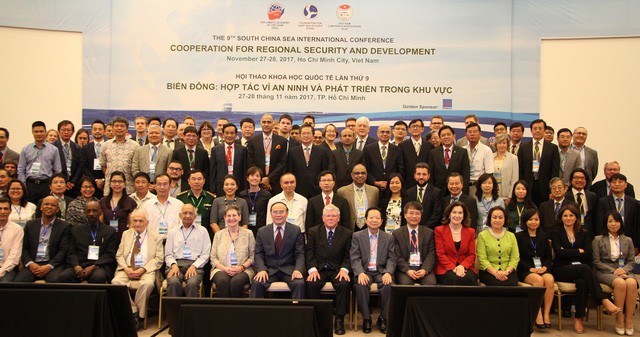 THE 9TH SOUTH CHINA SEA INTERNATIONAL CONFERENCE
COOPERATION FOR REGIONAL SECURITY AND DEVELOPMENT
November 27-28, 2017, Ho Chi Minh City, Viet Nam
HỘI THẢO KHOA HỌC QUỐC TẾ LẦN THỨ 9
BIỂN ĐÔNG: HỢP TÁC VÌ AN NINH VÀ PHÁT TRIỂN TRONG KHU VỰC
27-28 tháng 11 năm 2017, TP. Hồ Chí Minh
Golden Sponsor: